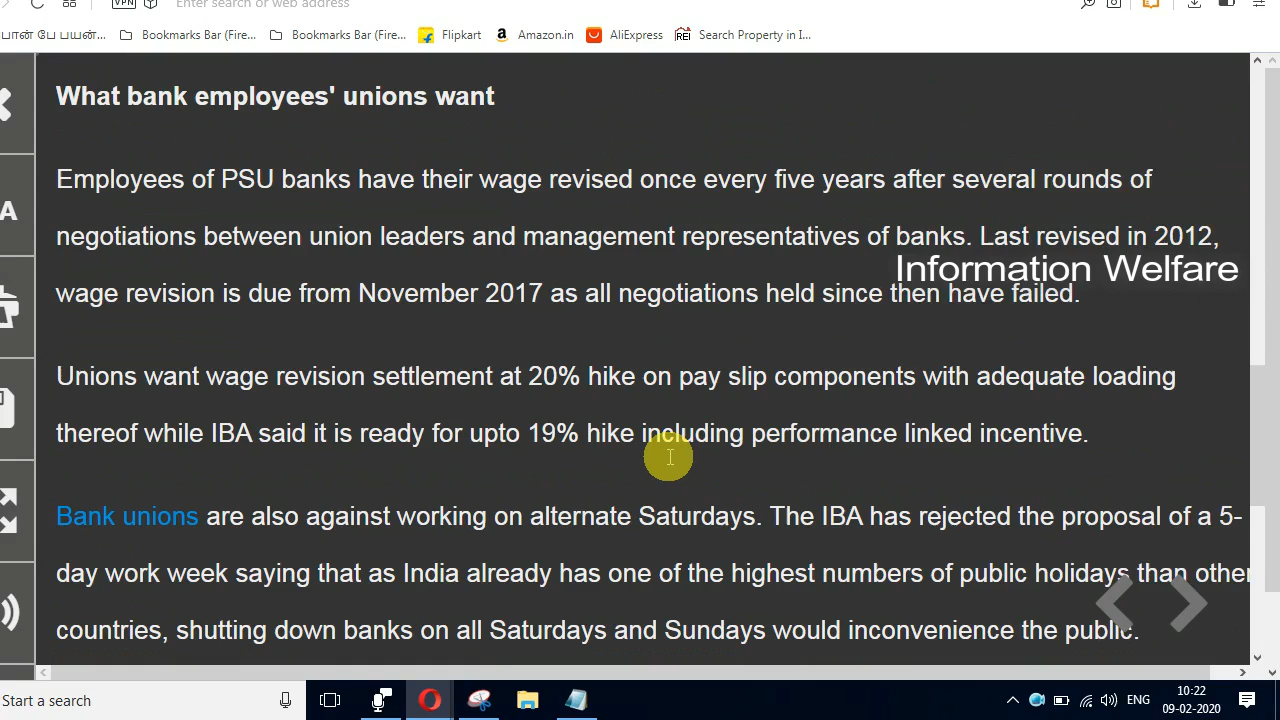 VPN Enter search or web address
பான் பே பயன்... Bookmarks Bar (Fire... Bookmarks Bar (Fire... Flipkart Amazon.in AliExpress REI Search Property in I...
What bank employees' unions want
Employees of PSU banks have their wage revised once every five years after several rounds of
negotiations between union leaders and management representatives of banks. Last revised in 2012,
Information Welfare
wage revision is due from November 2017 as all negotiations held since then have failed.
Unions want wage revision settlement at 20% hike on pay slip components with adequate loading
thereof while IBA said it is ready for upto 19% hike including performance linked incentive.
Bank unions are also against working on alternate Saturdays. The IBA has rejected the proposal of a 5-
day work week saying that as India already has one of the highest numbers of public holidays than other
countries, shutting down banks on all Saturdays and Sundays would inconvenience the public.
A
Start a search ENG 10:22
09-02-2020